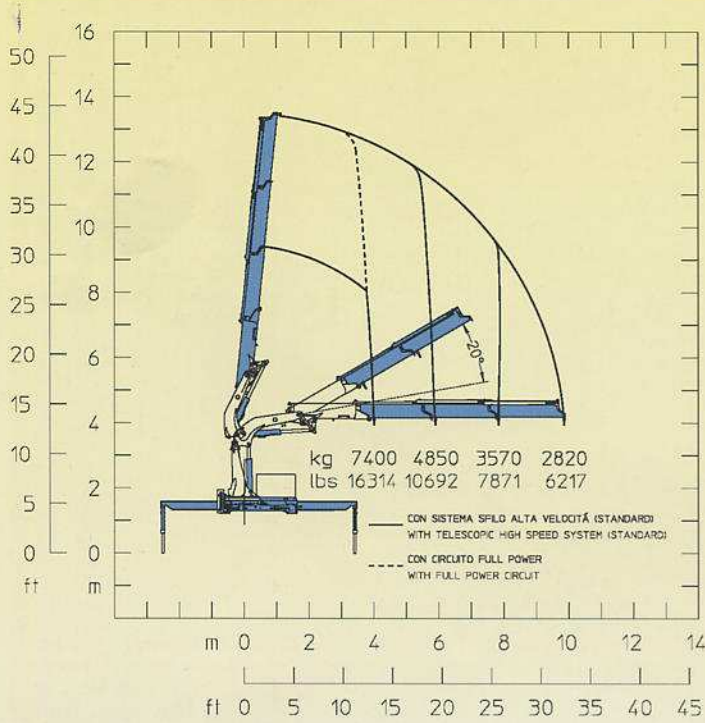 16
50
14
45
12
40
35
10
30
8
25
6
20
20°
15
4
kg 7400 4850 3570 2820
10
lbs 16314 10692 7871 6217
2
5
CON SISTEMA SFILO ALTA VELOCITÀ (STANDARD)
WITH TELESCOPIC HIGH SPEED SYSTEM (STANDARD)
0 0
CON CIRCUITO FULL POWER
WITH FULL POWER CIRCUIT
ft m
m 0 2 4 6 8 10 12 14
ft 0 5 10 15 20 25 30 35 40 45